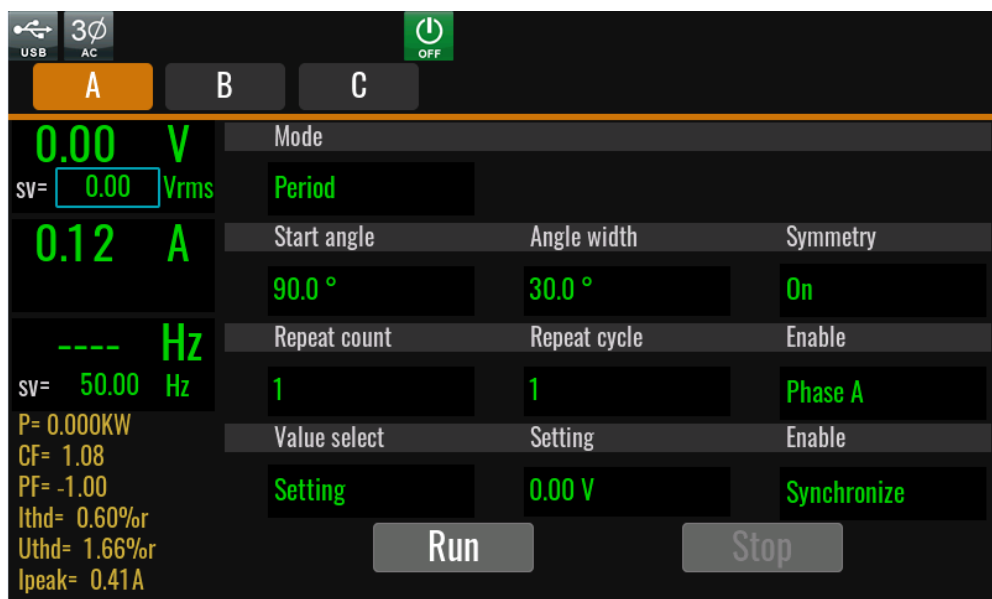 USB 3Ø AC OFF
A B C
0.00 V
sv= 0.00 Vrms
0.12 A
---- Hz
sv= 50.00 Hz
P= 0.000KW
CF= 1.08
PF= -1.00
Ithd= 0.60%r
Uthd= 1.66%r
Ipeak= 0.41A
Mode
Period
Start angle Angle width Symmetry
90.0 ° 30.0 ° On
Repeat count Repeat cycle Enable
1 1 Phase A
Value select Setting Enable
Setting 0.00 V Synchronize
Run Stop